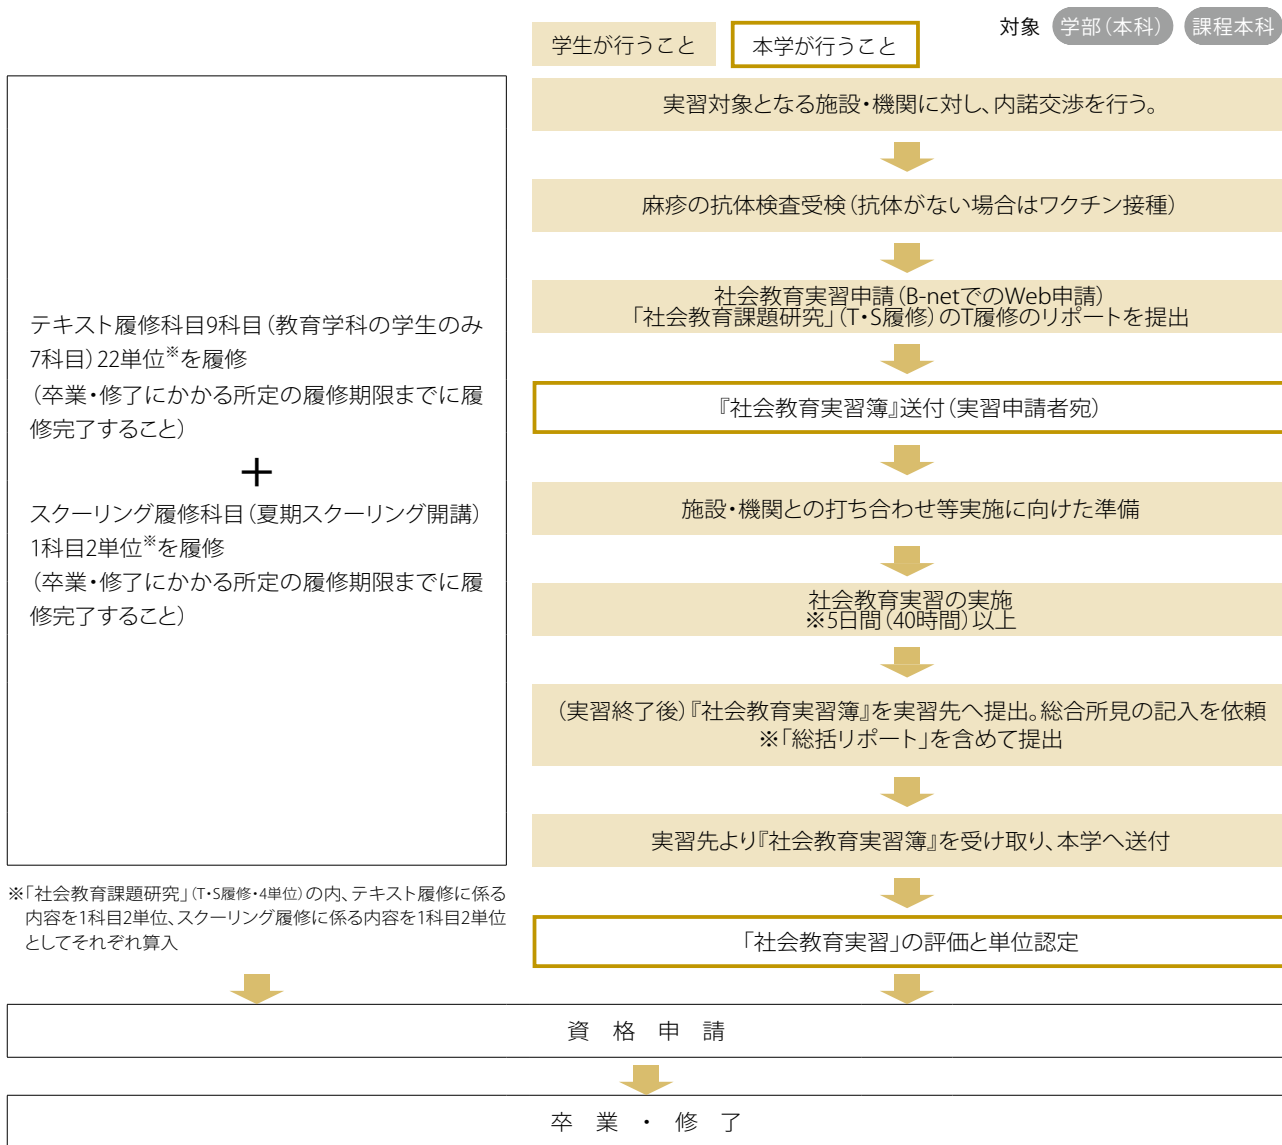 対象 学部(本科) 課程本科
学生が行うこと 本学が行うこと
テキスト履修科目9科目(教育学科の学生のみ
7科目)22単位※を履修
(卒業・修了にかかる所定の履修期限までに履
修完了すること)
+
スクーリング履修科目(夏期スクーリング開講)
1科目2単位※を履修
(卒業・修了にかかる所定の履修期限までに履
修完了すること)
※「社会教育課題研究」(T・S履修・4単位)の内、テキスト履修に係る
内容を1科目2単位、スクーリング履修に係る内容を1科目2単位
としてそれぞれ算入
実習対象となる施設・機関に対し、内諾交渉を行う。
麻疹の抗体検査受検(抗体がない場合はワクチン接種)
社会教育実習申請(B-netでのWeb申請)
「社会教育課題研究」(T・S履修)のT履修のリポートを提出
『社会教育実習簿』送付(実習申請者宛)
施設・機関との打ち合わせ等実施に向けた準備
社会教育実習の実施
※5日間(40時間)以上
(実習終了後)『社会教育実習簿』を実習先へ提出。総合所見の記入を依頼
※「総括リポート」を含めて提出
実習先より『社会教育実習簿』を受け取り、本学へ送付
「社会教育実習」の評価と単位認定
資 格 申 請
卒 業 ・ 修 了